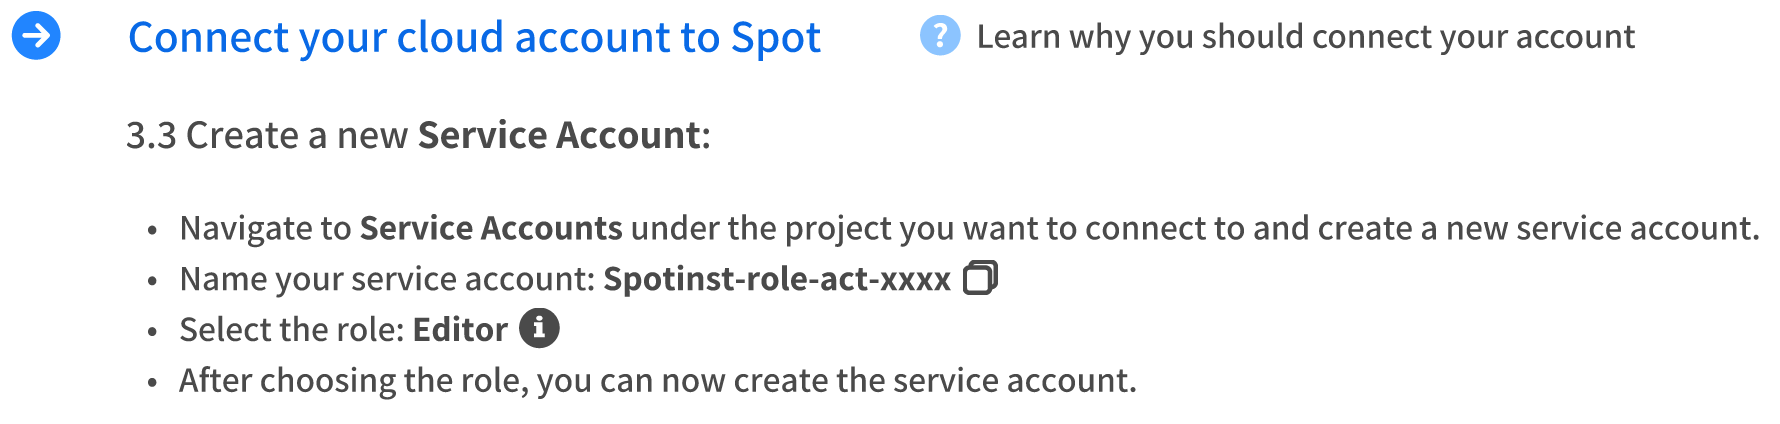 Connect your cloud account to Spot
? Learn why you should connect your account
3.3 Create a new Service Account:
• Navigate to Service Accounts under the project you want to connect to and create a new service account.
• Name your service account: Spotinst-role-act-xxxx
• Select the role: Editor i
• After choosing the role, you can now create the service account.